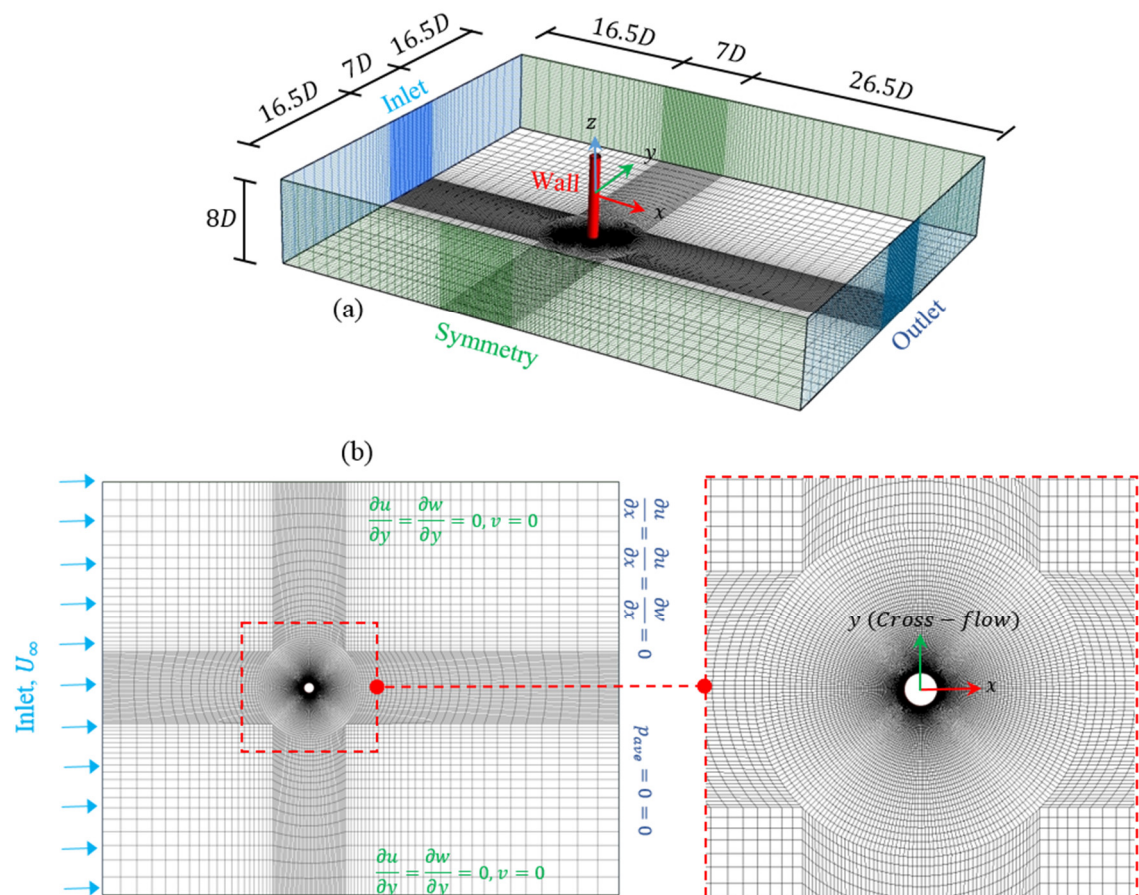 16.5D 7D 16.5D
16.5D 7D 26.5D
Inlet
8D
z
y
x
Wall
(a)
Symmetry
Outlet
(b)
Inlet, U∞
∂u/∂y = ∂w/∂y = 0, v = 0
∂u/∂x = ∂u/∂x = ∂w/∂x = 0
p_ave = 0 = 0
∂u/∂y = ∂w/∂y = 0, v = 0
y (Cross − flow)
x